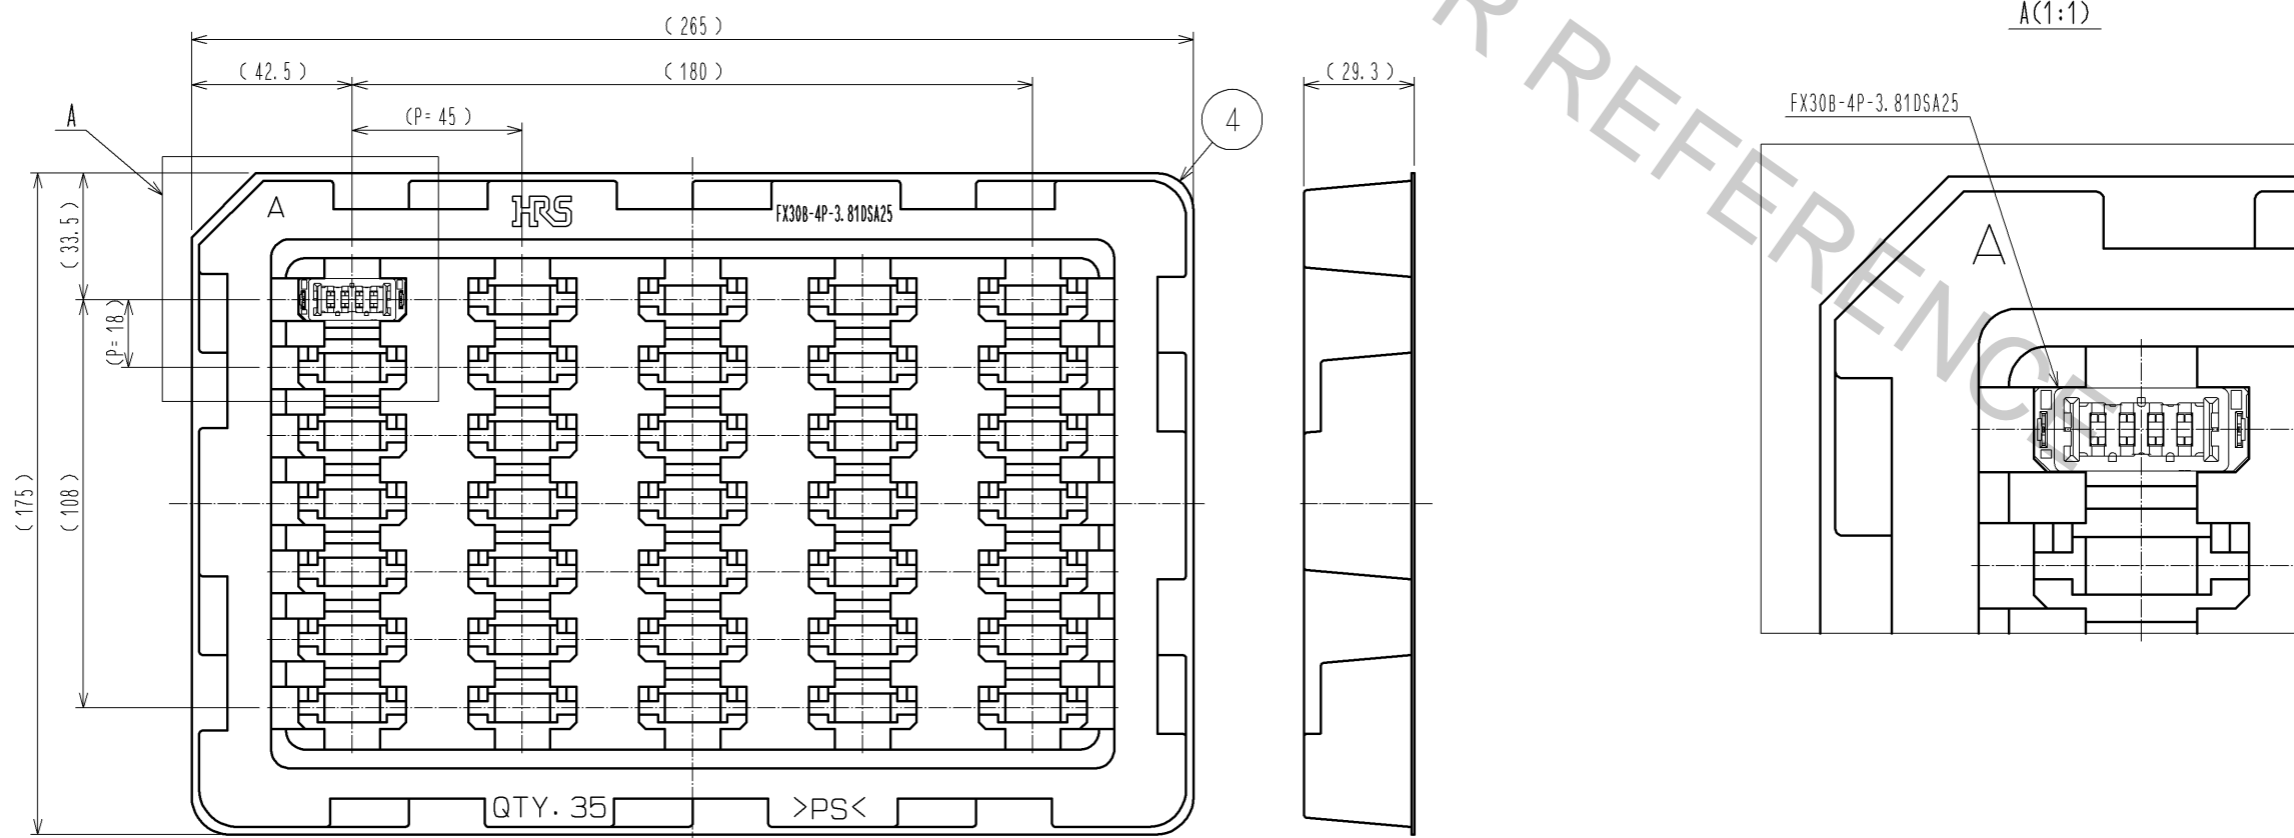 ( 265 )
A(1:1)
( 42.5 )
( 180 )
( 29.3 )
A
(P= 45 )
4
FX30B-4P-3.81DSA25
A
HRS
FX30B-4P-3.81DSA25
A
( 33.5 )
(P= 18 )
( 175 )
( 108 )
QTY. 35
>PS<
R REFERENCE